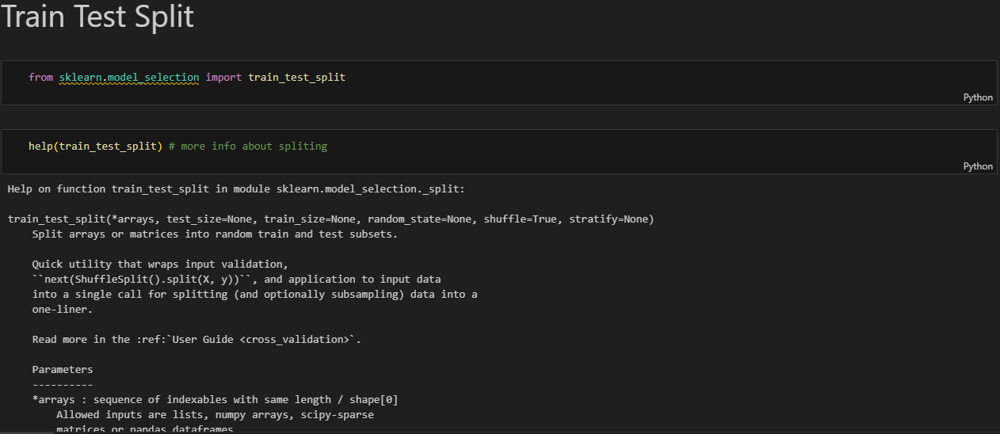 Train Test Split
from sklearn.model_selection import train_test_split
Python
help(train_test_split) # more info about spliting
Python
Help on function train_test_split in module sklearn.model_selection._split:
train_test_split(*arrays, test_size=None, train_size=None, random_state=None, shuffle=True, stratify=None)
Split arrays or matrices into random train and test subsets.
Quick utility that wraps input validation,
``next(ShuffleSplit().split(X, y))``, and application to input data
into a single call for splitting (and optionally subsampling) data into a
one-liner.
Read more in the :ref:`User Guide <cross_validation>`.
Parameters
----------
*arrays : sequence of indexables with same length / shape[0]
Allowed inputs are lists, numpy arrays, scipy-sparse
matrices or pandas dataframes